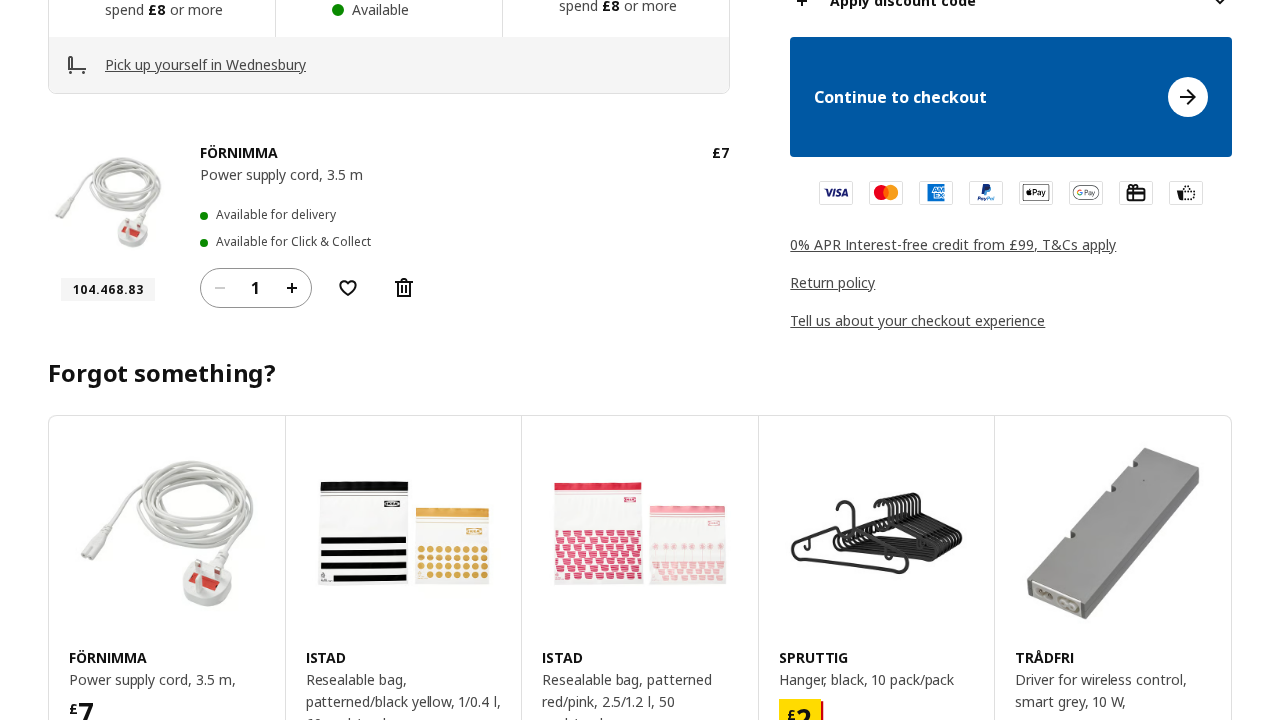 spend £8 or more
Available
spend £8 or more
Pick up yourself in Wednesbury
FÖRNIMMA
£7
Power supply cord, 3.5 m
Available for delivery
Available for Click & Collect
104.468.83
1
Apply discount code
Continue to checkout
VISA
PayPal
Pay
G Pay
0% APR Interest-free credit from £99, T&Cs apply
Return policy
Tell us about your checkout experience
Forgot something?
FÖRNIMMA
Power supply cord, 3.5 m,
£7
ISTAD
Resealable bag,
patterned/black yellow, 1/0.4 l,
ISTAD
Resealable bag, patterned
red/pink, 2.5/1.2 l, 50
SPRUTTIG
Hanger, black, 10 pack/pack
£2
TRÅDFRI
Driver for wireless control,
smart grey, 10 W,